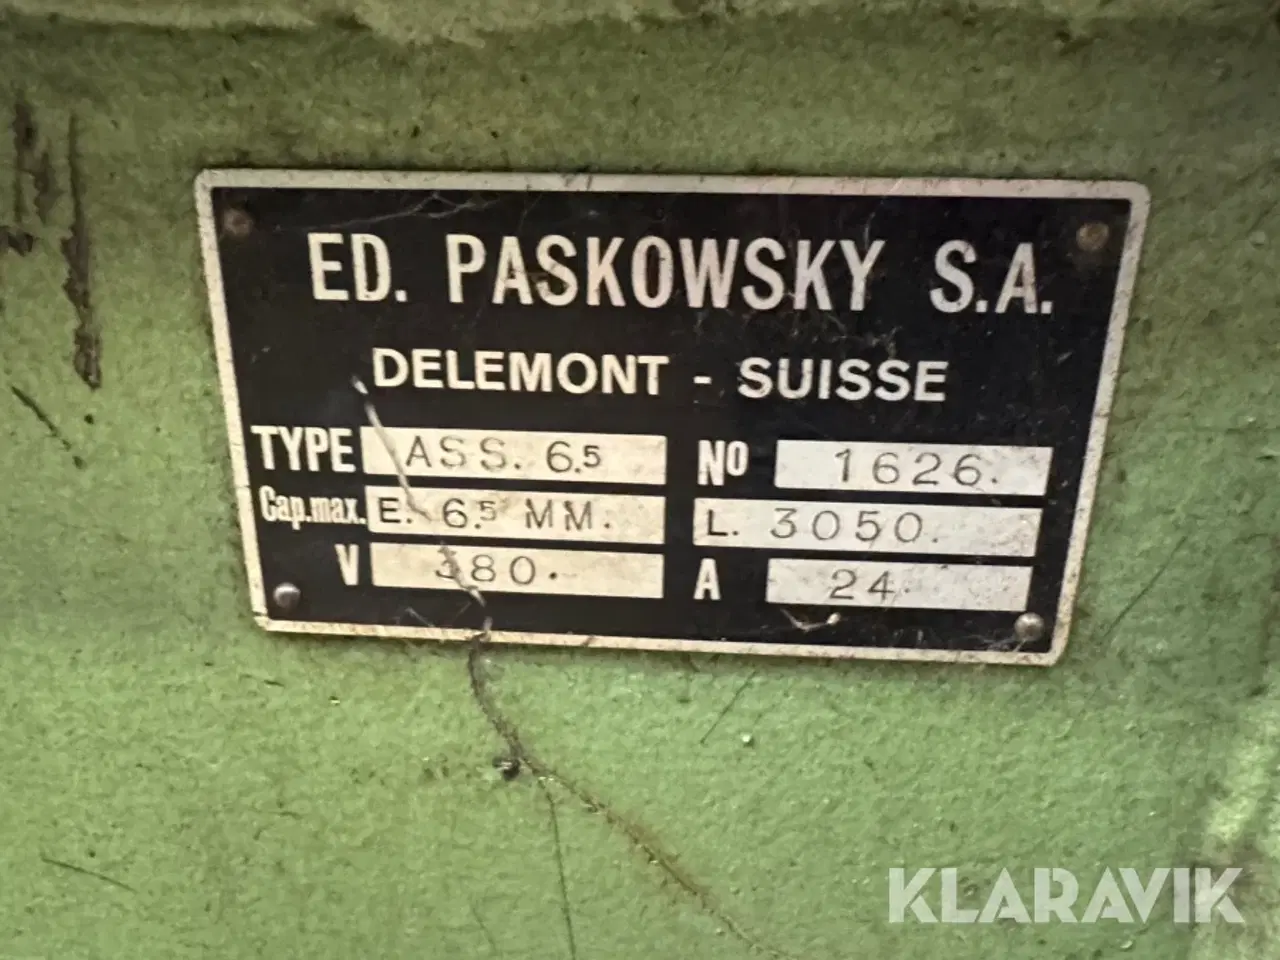 ED. PASKOWSKY S.A.
DELEMONT - SUISSE
TYPE ASS. 6.5 No 1626.
Cap.max. E. 6.5 MM. L. 3050.
V 380. A 24.
KLARAVIK